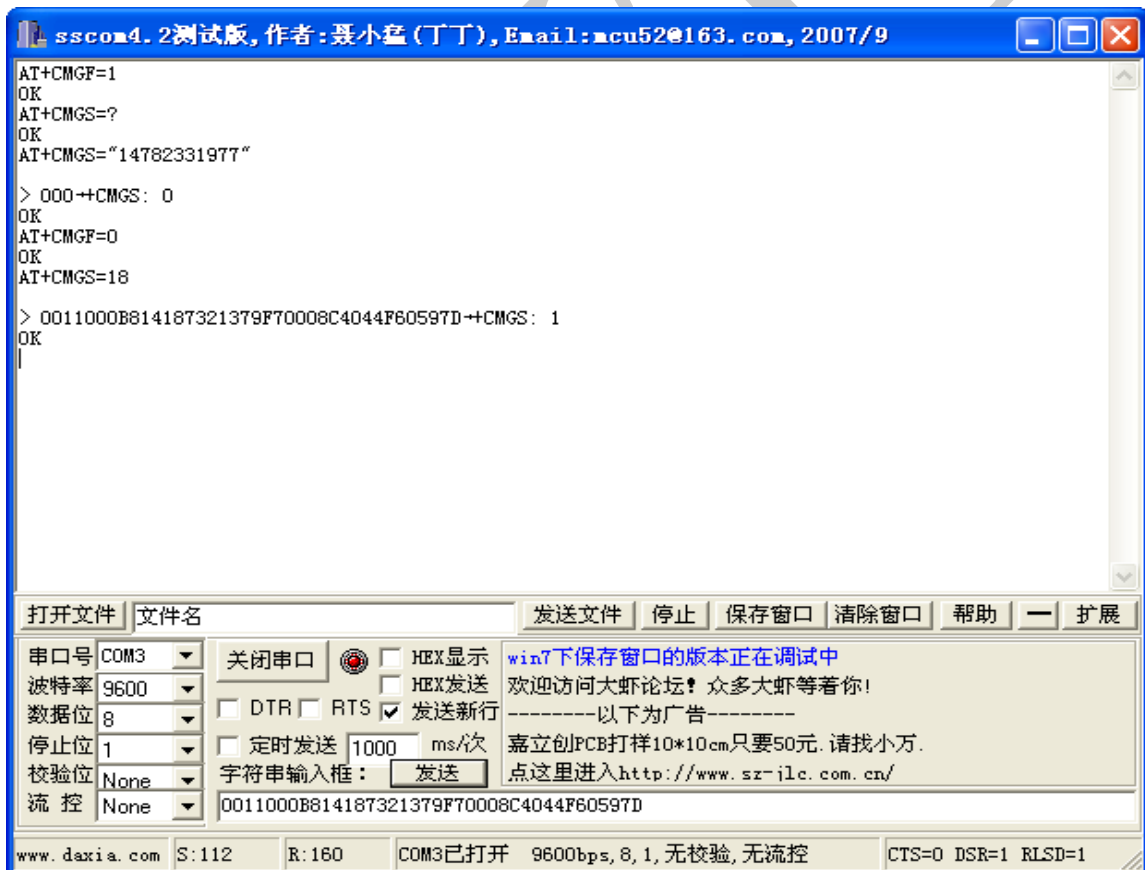 sscom4.2测试版,作者:聂小猛(丁丁),Email:mcu52@163.com,2007/9
AT+CMGF=1
OK
AT+CMGS=?
OK
AT+CMGS="14782331977"
> 000→+CMGS: 0
OK
AT+CMGF=0
OK
AT+CMGS=18
> 0011000B814187321379F70008C4044F60597D→+CMGS: 1
OK
打开文件 文件名 发送文件 停止 保存窗口 清除窗口 帮助 — 扩展
串口号 COM3 关闭串口 HEX显示 win7下保存窗口的版本正在调试中
波特率 9600 HEX发送 欢迎访问大虾论坛! 众多大虾等着你!
数据位 8 DTR RTS 发送新行 --------以下为广告--------
停止位 1 定时发送 1000 ms/次 嘉立创PCB打样10*10cm只要50元.请找小万.
校验位 None 字符串输入框: 发送 点这里进入http://www.sz-jlc.com.cn/
流 控 None 0011000B814187321379F70008C4044F60597D
www.daxia.com S:112 R:160 COM3已打开 9600bps,8,1,无校验,无流控 CTS=0 DSR=1 RLSD=1